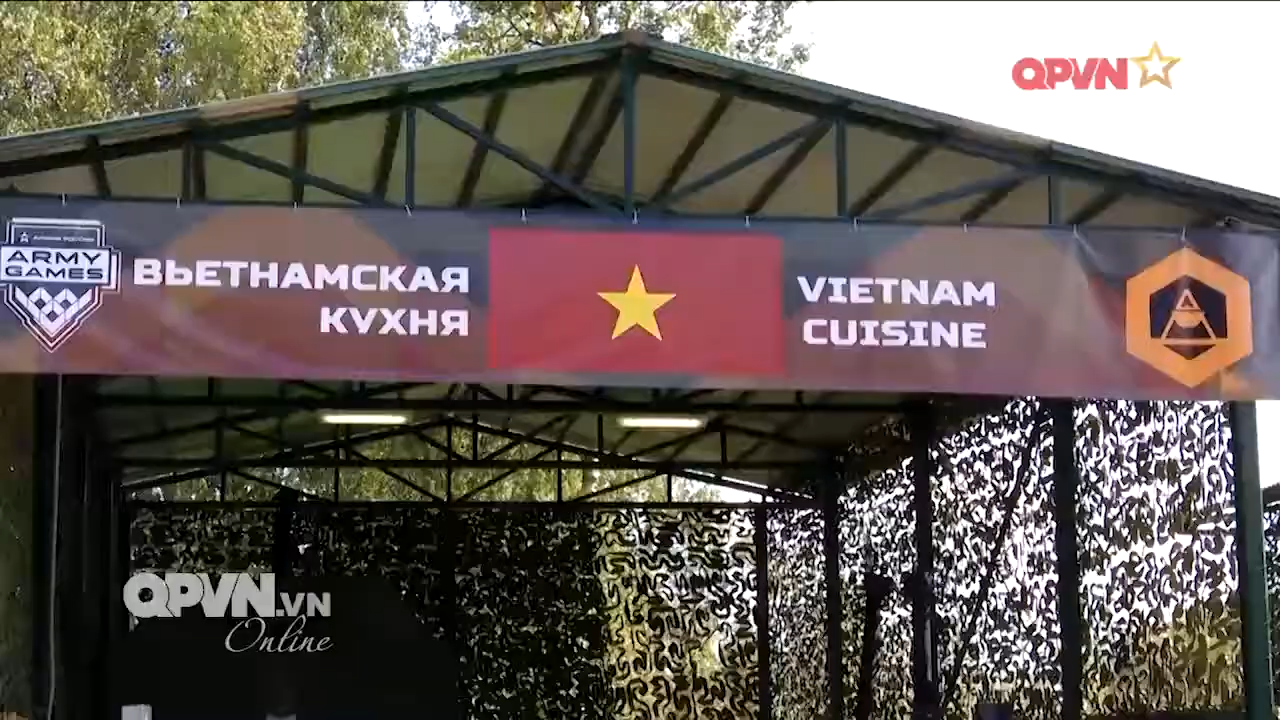 QPVN
ARMY
GAMES
ВЬЕТНАМСКАЯ
КУХНЯ
VIETNAM
CUISINE
QPVN.VN
Online